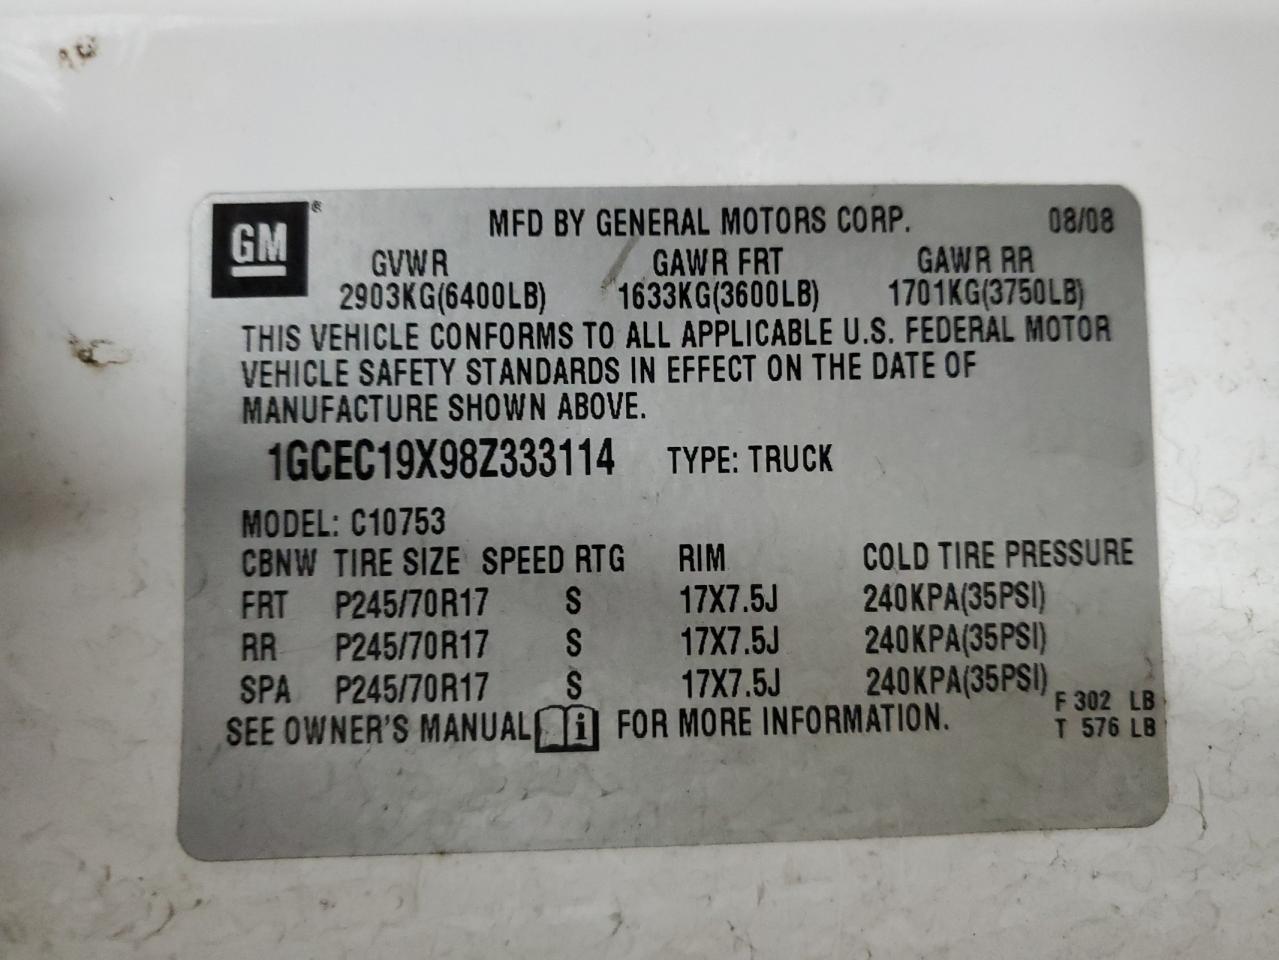 GM® MFD BY GENERAL MOTORS CORP. 08/08
GVWR GAWR FRT GAWR RR
2903KG(6400LB) 1633KG(3600LB) 1701KG(3750LB)
THIS VEHICLE CONFORMS TO ALL APPLICABLE U.S. FEDERAL MOTOR
VEHICLE SAFETY STANDARDS IN EFFECT ON THE DATE OF
MANUFACTURE SHOWN ABOVE.
1GCEC19X98Z333114 TYPE: TRUCK
MODEL: C10753
CBNW TIRE SIZE SPEED RTG RIM COLD TIRE PRESSURE
FRT P245/70R17 S 17X7.5J 240KPA(35PSI)
RR P245/70R17 S 17X7.5J 240KPA(35PSI)
SPA P245/70R17 S 17X7.5J 240KPA(35PSI)
F 302 LB
SEE OWNER'S MANUAL i FOR MORE INFORMATION.
T 576 LB